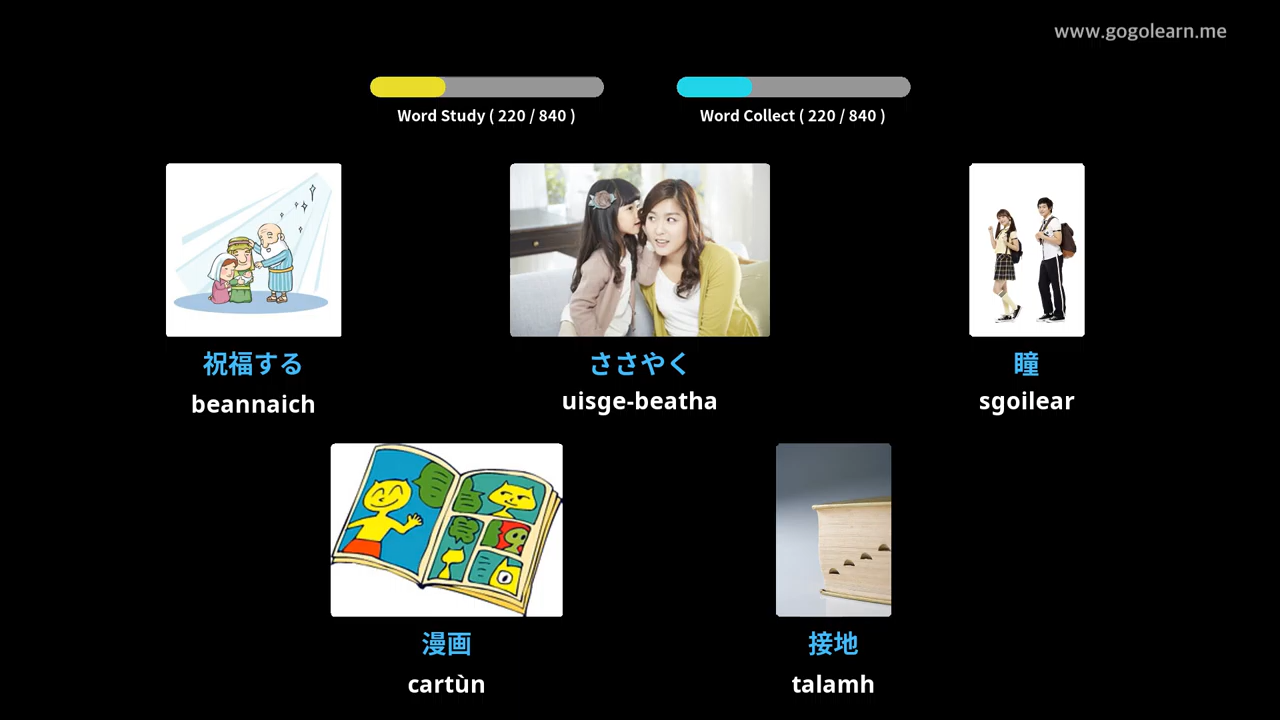 www.gogolearn.me
Word Study ( 220 / 840 )
Word Collect ( 220 / 840 )
祝福する
ささやく
瞳
beannaich
uisge-beatha
sgoilear
漫画
接地
cartùn
talamh